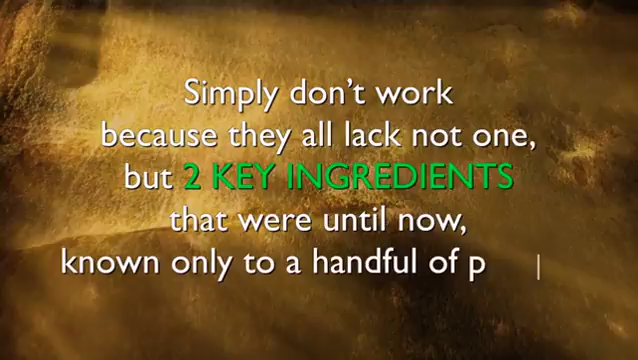 Simply don't work
because they all lack not one,
but 2 KEY INGREDIENTS
that were until now,
known only to a handful of p